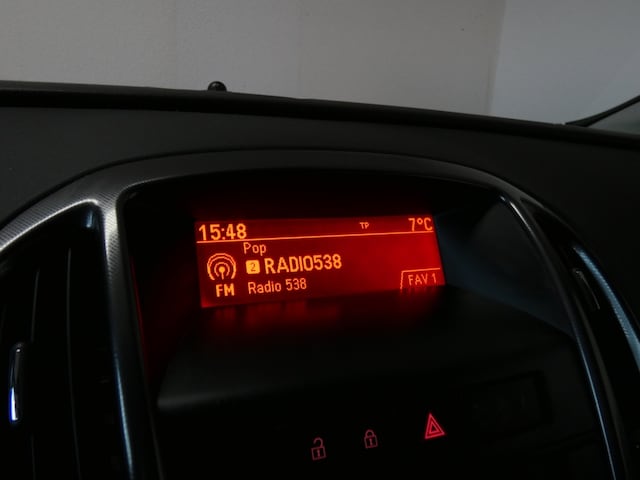 15:48 TP 7°C
Pop
2 RADIO538
FM Radio 538 FAV 1